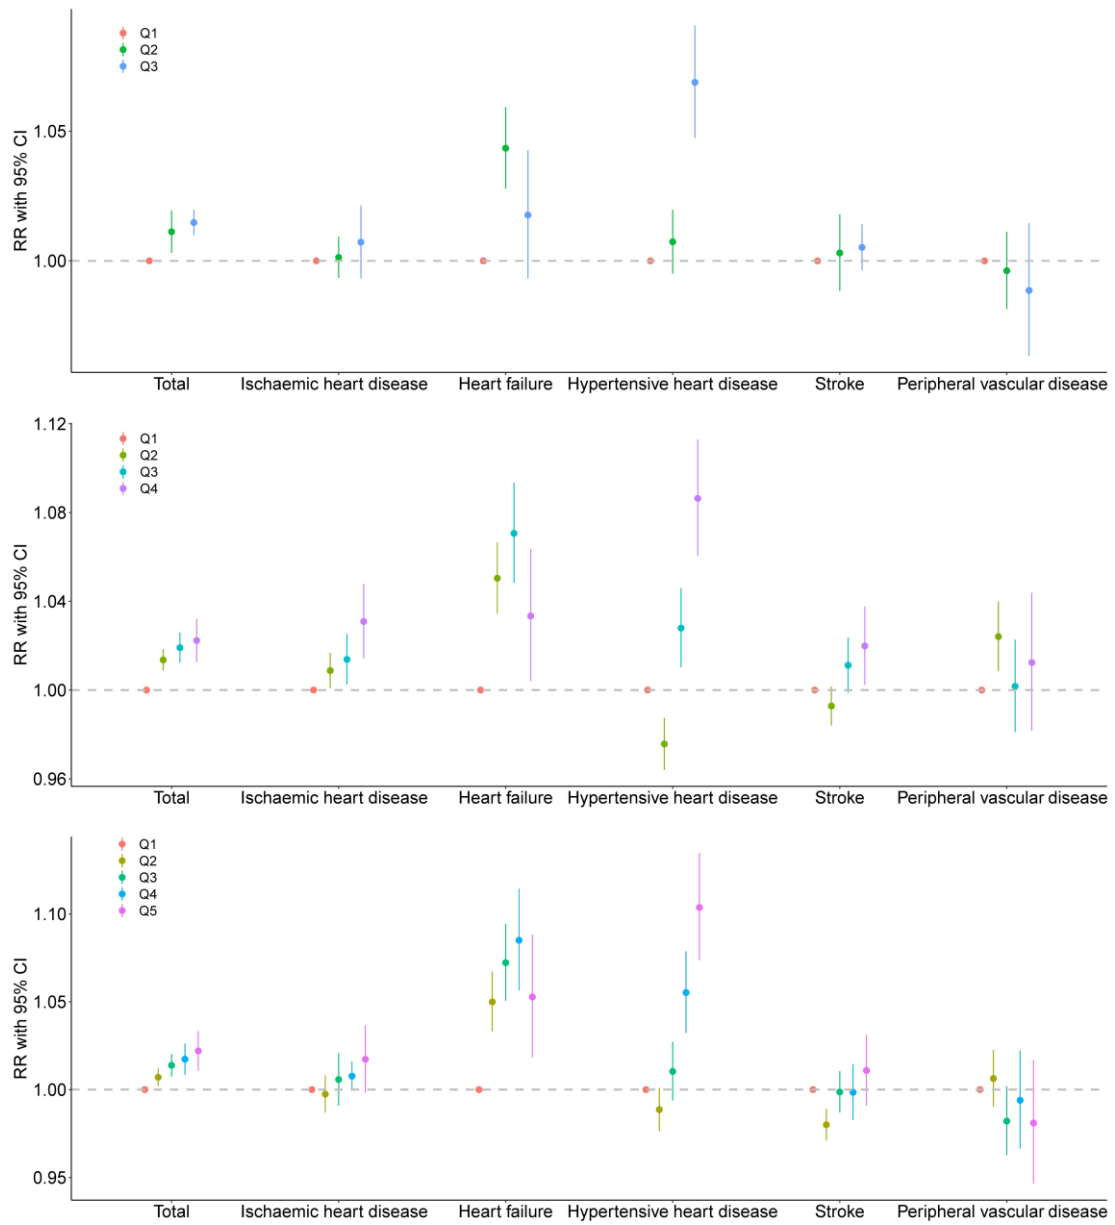 Q1
Q2
Q3
RR with 95% CI
1.05
1.00
Total Ischaemic heart disease Heart failure Hypertensive heart disease Stroke Peripheral vascular disease
Q1
Q2
Q3
Q4
RR with 95% CI
1.12
1.08
1.04
1.00
0.96
Total Ischaemic heart disease Heart failure Hypertensive heart disease Stroke Peripheral vascular disease
Q1
Q2
Q3
Q4
Q5
RR with 95% CI
1.10
1.05
1.00
0.95
Total Ischaemic heart disease Heart failure Hypertensive heart disease Stroke Peripheral vascular disease